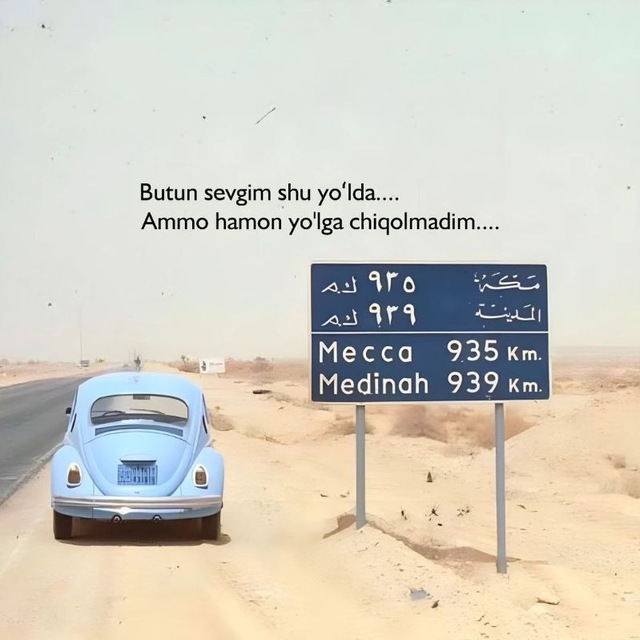 Butun sevgim shu yoʻlda....
Ammo hamon yo'lga chiqolmadim....
مكة ٩٣٥ كم
المدينة ٩٣٩ كم
Mecca 935 Km.
Medinah 939 Km.